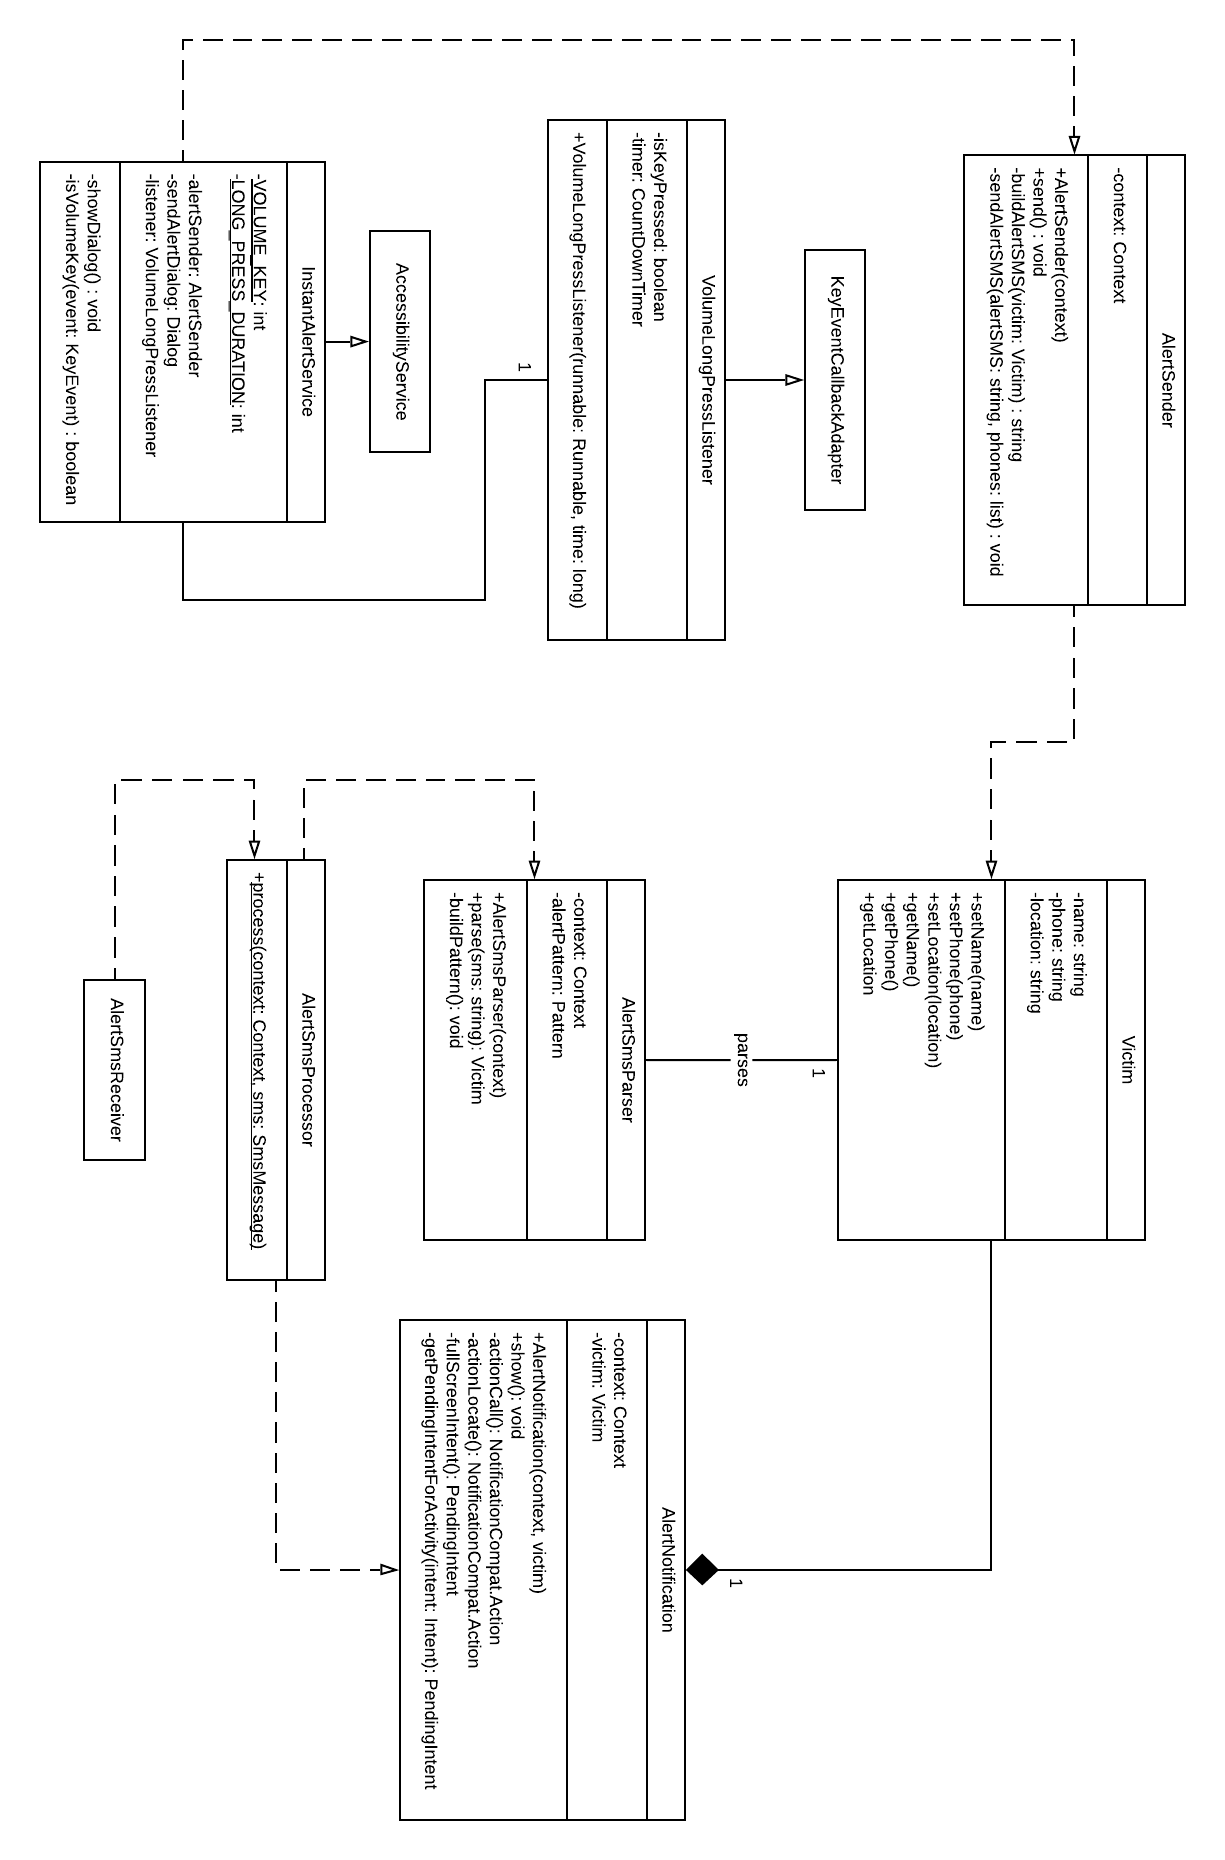 AlertSender
-context: Context
+AlertSender(context)
+send() : void
-buildAlertSMS(victim: Victim) : string
-sendAlertSMS(alertSMS: string, phones: list) : void
Victim
-name: string
-phone: string
-location: string
+setName(name)
+setPhone(phone)
+setLocation(location)
+getName()
+getPhone()
+getLocation
KeyEventCallbackAdapter
1
parses
1
VolumeLongPressListener
-isKeyPressed: boolean
-timer: CountDownTimer
+VolumeLongPressListener(runnable: Runnable, time: long)
1
AlertSmsParser
-context: Context
-alertPattern: Pattern
+AlertSmsParser(context)
+parse(sms: string): Victim
-buildPattern(): void
AlertNotification
-context: Context
-victim: Victim
+AlertNotification(context, victim)
+show(): void
-actionCall(): NotificationCompat.Action
-actionLocate(): NotificationCompat.Action
-fullScreenIntent(): PendingIntent
-getPendingIntentForActivity(intent: Intent): PendingIntent
AccessibilityService
InstantAlertService
-VOLUME_KEY: int
-LONG_PRESS_DURATION: int
-alertSender: AlertSender
-sendAlertDialog: Dialog
-listener: VolumeLongPressListener
-showDialog() : void
-isVolumeKey(event: KeyEvent) : boolean
AlertSmsProcessor
+process(context: Context, sms: SmsMessage)
AlertSmsReceiver